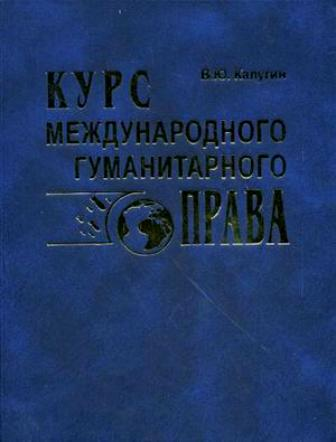 В.Ю. Калугин
КУРС
МЕЖДУНАРОДНОГО
ГУМАНИТАРНОГО
ПРАВА